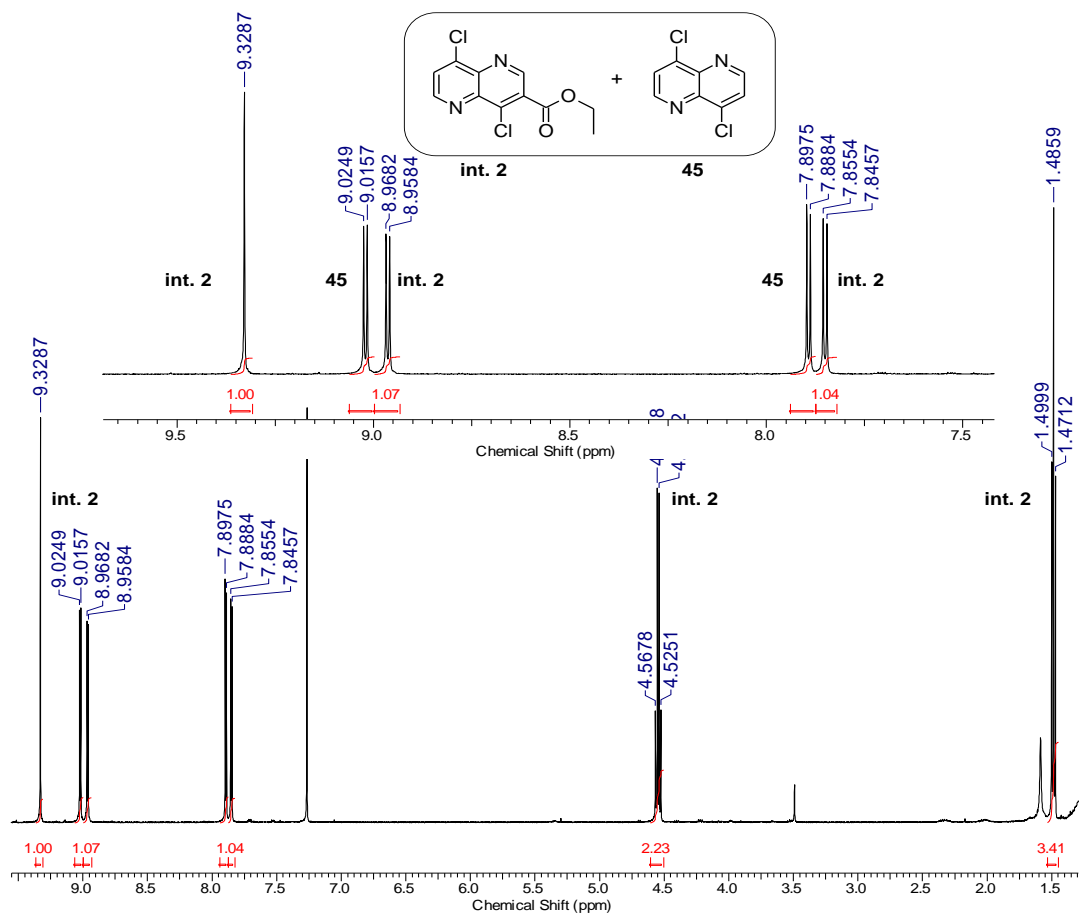 Cl
N
O
N
Cl
O
+
Cl
N
N
Cl
int. 2
45
9.3287
9.0249
9.0157
8.9682
8.9584
7.8975
7.8884
7.8554
7.8457
1.4859
int. 2
45
int. 2
45
int. 2
1.00
1.07
1.04
9.5
9.0
8.5
8.0
7.5
Chemical Shift (ppm)
9.3287
9.0249
9.0157
8.9682
8.9584
7.8975
7.8884
7.8554
7.8457
4.5678
4.5251
1.4999
1.4712
int. 2
int. 2
int. 2
1.00
1.07
1.04
2.23
3.41
9.0
8.5
8.0
7.5
7.0
6.5
6.0
5.5
5.0
4.5
4.0
3.5
3.0
2.5
2.0
1.5
Chemical Shift (ppm)